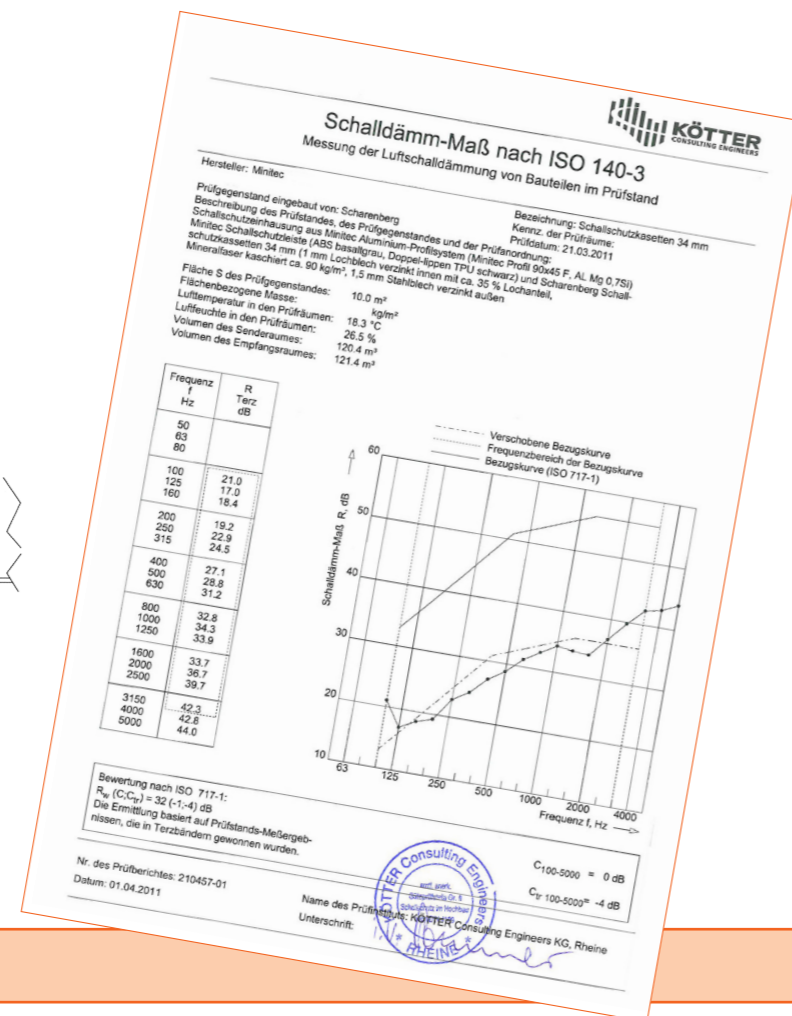 KÖTTER
CONSULTING ENGINEERS
Schalldämm-Maß nach ISO 140-3
Messung der Luftschalldämmung von Bauteilen im Prüfstand
Hersteller: Minitec
Bezeichnung: Schallschutzkasetten 34 mm
Kennz. der Prüfräume:
Prüfdatum: 21.03.2011
Prüfgegenstand eingebaut von: Scharenberg
Beschreibung des Prüfstandes, des Prüfgegenstandes und der Prüfanordnung:
Schallschutzeinhausung aus Minitec Aluminium-Profilsystem (Minitec Profil 90x45 F, AL Mg 0,7Si)
Minitec Schallschutzleiste (ABS basaltgrau, Doppel-lippen TPU schwarz) und Scharenberg Schall-
schutzkassetten 34 mm (1 mm Lochblech verzinkt innen mit ca. 35 % Lochanteil,
Mineralfaser kaschiert ca. 90 kg/m³, 1,5 mm Stahlblech verzinkt außen
Fläche S des Prüfgegenstandes: 10.0 m²
Flächenbezogene Masse: kg/m²
Lufttemperatur in den Prüfräumen: 18.3 °C
Luftfeuchte in den Prüfräumen: 26.5 %
Volumen des Senderaumes: 120.4 m³
Volumen des Empfangsraumes: 121.4 m³
Frequenz f Hz R Terz dB
50
63
80
100 21.0
125 17.0
160 18.4
200 19.2
250 22.9
315 24.5
400 27.1
500 28.8
630 31.2
800 32.8
1000 34.3
1250 33.9
1600 33.7
2000 36.7
2500 39.7
3150 42.3
4000 42.8
5000 44.0
Verschobene Bezugskurve
Frequenzbereich der Bezugskurve
Bezugskurve (ISO 717-1)
Schalldämm-Maß R, dB
60
50
40
30
20
10
63 125 250 500 1000 2000 4000
Frequenz f, Hz
Bewertung nach ISO 717-1:
Rw (C;Ctr) = 32 (-1;-4) dB
Die Ermittlung basiert auf Prüfstands-Meßergeb-
nissen, die in Terzbändern gewonnen wurden.
C100-5000 = 0 dB
Ctr 100-5000= -4 dB
Nr. des Prüfberichtes: 210457-01
Datum: 01.04.2011
Name des Prüfinstituts: KÖTTER Consulting Engineers KG, Rheine
Unterschrift:
KÖTTER Consulting Engineers
RHEINE